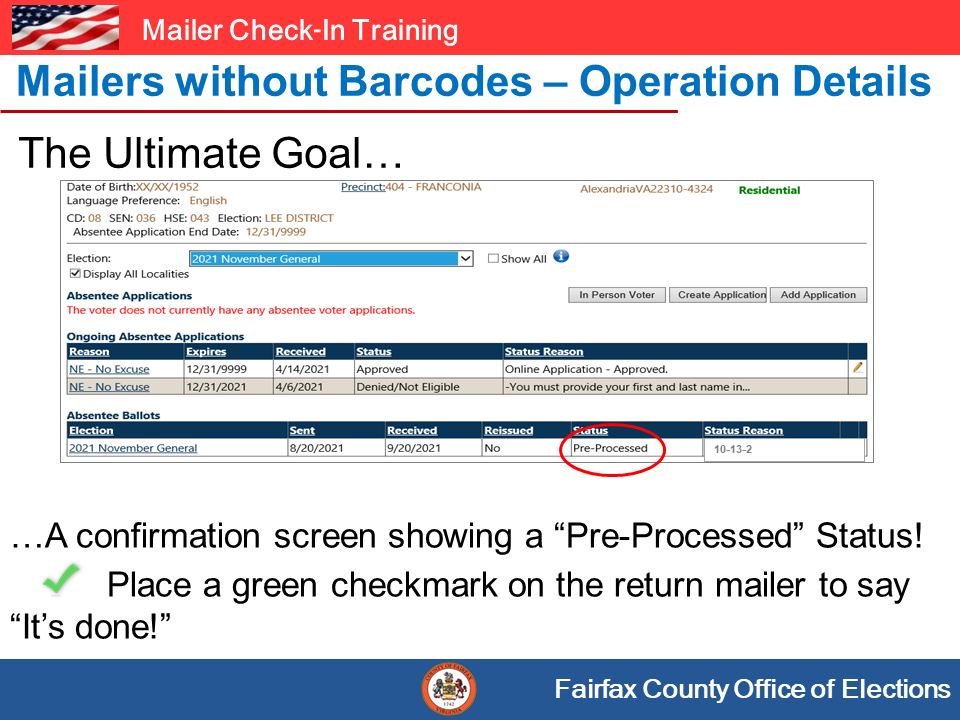 Mailer Check-In Training
Mailers without Barcodes – Operation Details
The Ultimate Goal…
Date of Birth:XX/XX/1952 Precinct:404 - FRANCONIA AlexandriaVA22310-4324 Residential
Language Preference: English
CD: 08 SEN: 036 HSE: 043 Election: LEE DISTRICT
Absentee Application End Date: 12/31/9999
Election: 2021 November General Show All i
Display All Localities
Absentee Applications In Person Voter Create Application Add Application
The voter does not currently have any absentee voter applications.
Ongoing Absentee Applications
Reason Expires Received Status Status Reason
NE - No Excuse 12/31/9999 4/14/2021 Approved Online Application - Approved.
NE - No Excuse 12/31/2021 4/6/2021 Denied/Not Eligible -You must provide your first and last name in...
Absentee Ballots
Election Sent Received Reissued Status Status Reason
2021 November General 8/20/2021 9/20/2021 No Pre-Processed 10-13-2
…A confirmation screen showing a “Pre-Processed” Status!
Place a green checkmark on the return mailer to say
“It’s done!”
Fairfax County Office of Elections